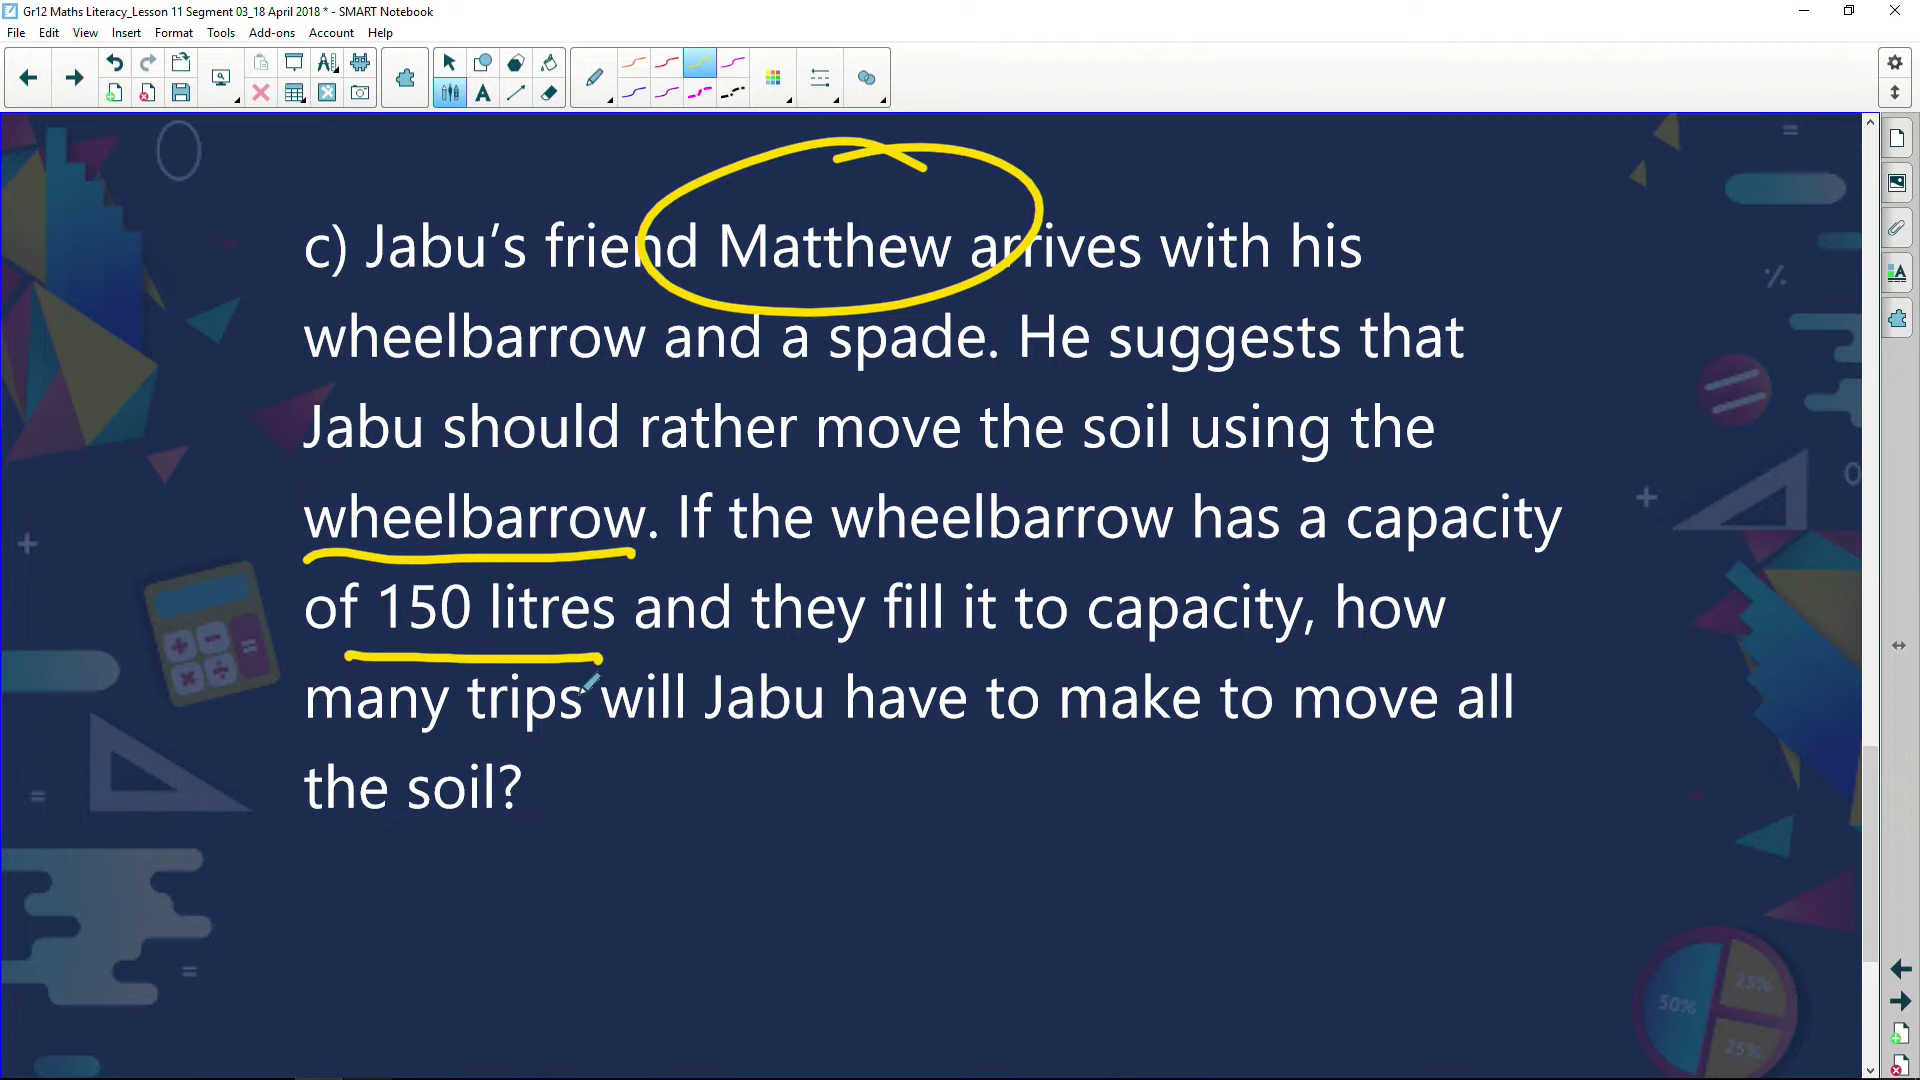 Gr12 Maths Literacy_Lesson 11 Segment 03_18 April 2018 * - SMART Notebook
File Edit View Insert Format Tools Add-ons Account Help
c) Jabu’s friend Matthew arrives with his
wheelbarrow and a spade. He suggests that
Jabu should rather move the soil using the
wheelbarrow. If the wheelbarrow has a capacity
of 150 litres and they fill it to capacity, how
many trips will Jabu have to make to move all
the soil?
50%
25%
25%